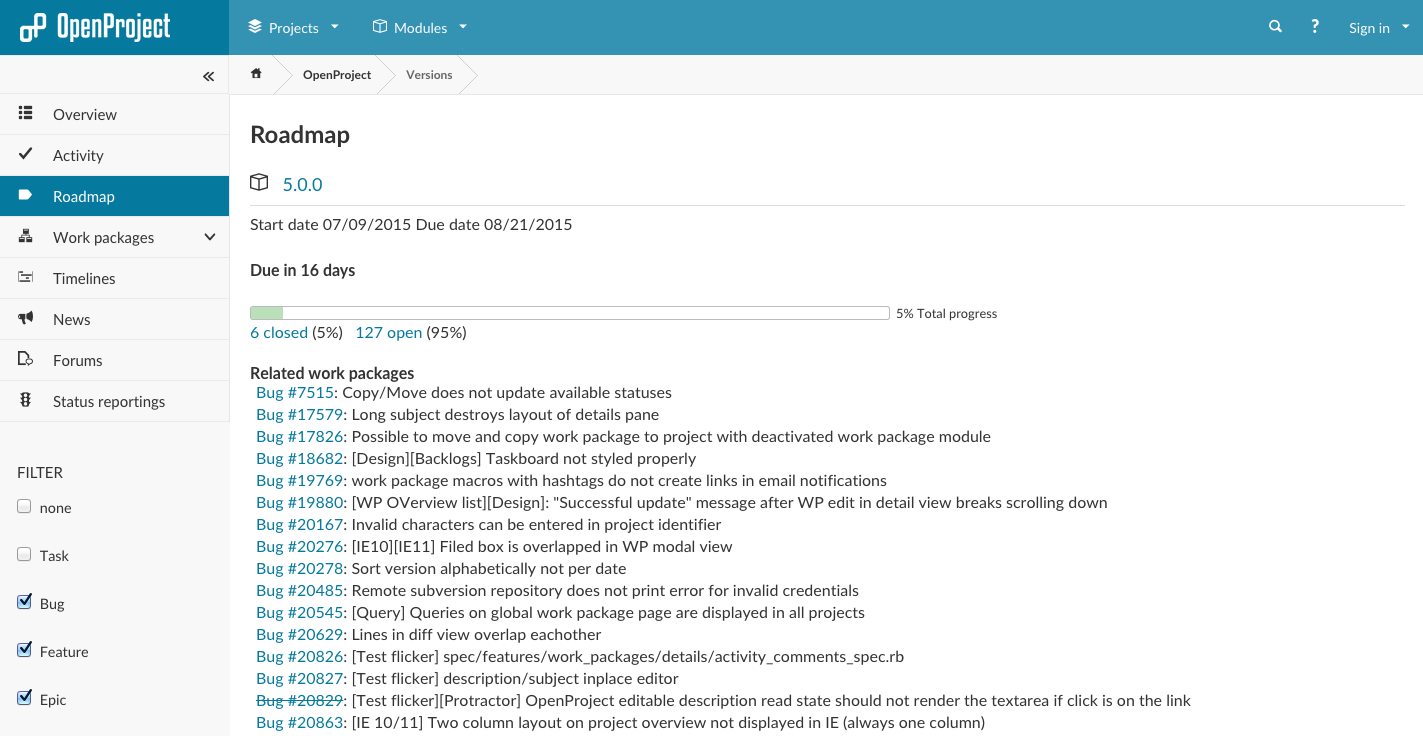 OpenProject
Projects
Modules
?
Sign in
«
OpenProject
Versions
Overview
Activity
Roadmap
Work packages
Timelines
News
Forums
Status reportings
FILTER
none
Task
Bug
Feature
Epic
Roadmap
5.0.0
Start date 07/09/2015 Due date 08/21/2015
Due in 16 days
5% Total progress
6 closed (5%) 127 open (95%)
Related work packages
Bug #7515: Copy/Move does not update available statuses
Bug #17579: Long subject destroys layout of details pane
Bug #17826: Possible to move and copy work package to project with deactivated work package module
Bug #18682: [Design][Backlogs] Taskboard not styled properly
Bug #19769: work package macros with hashtags do not create links in email notifications
Bug #19880: [WP OVerview list][Design]: "Successful update" message after WP edit in detail view breaks scrolling down
Bug #20167: Invalid characters can be entered in project identifier
Bug #20276: [IE10][IE11] Filed box is overlapped in WP modal view
Bug #20278: Sort version alphabetically not per date
Bug #20485: Remote subversion repository does not print error for invalid credentials
Bug #20545: [Query] Queries on global work package page are displayed in all projects
Bug #20629: Lines in diff view overlap eachother
Bug #20826: [Test flicker] spec/features/work_packages/details/activity_comments_spec.rb
Bug #20827: [Test flicker] description/subject inplace editor
Bug #20829: [Test flicker][Protractor] OpenProject editable description read state should not render the textarea if click is on the link
Bug #20863: [IE 10/11] Two column layout on project overview not displayed in IE (always one column)